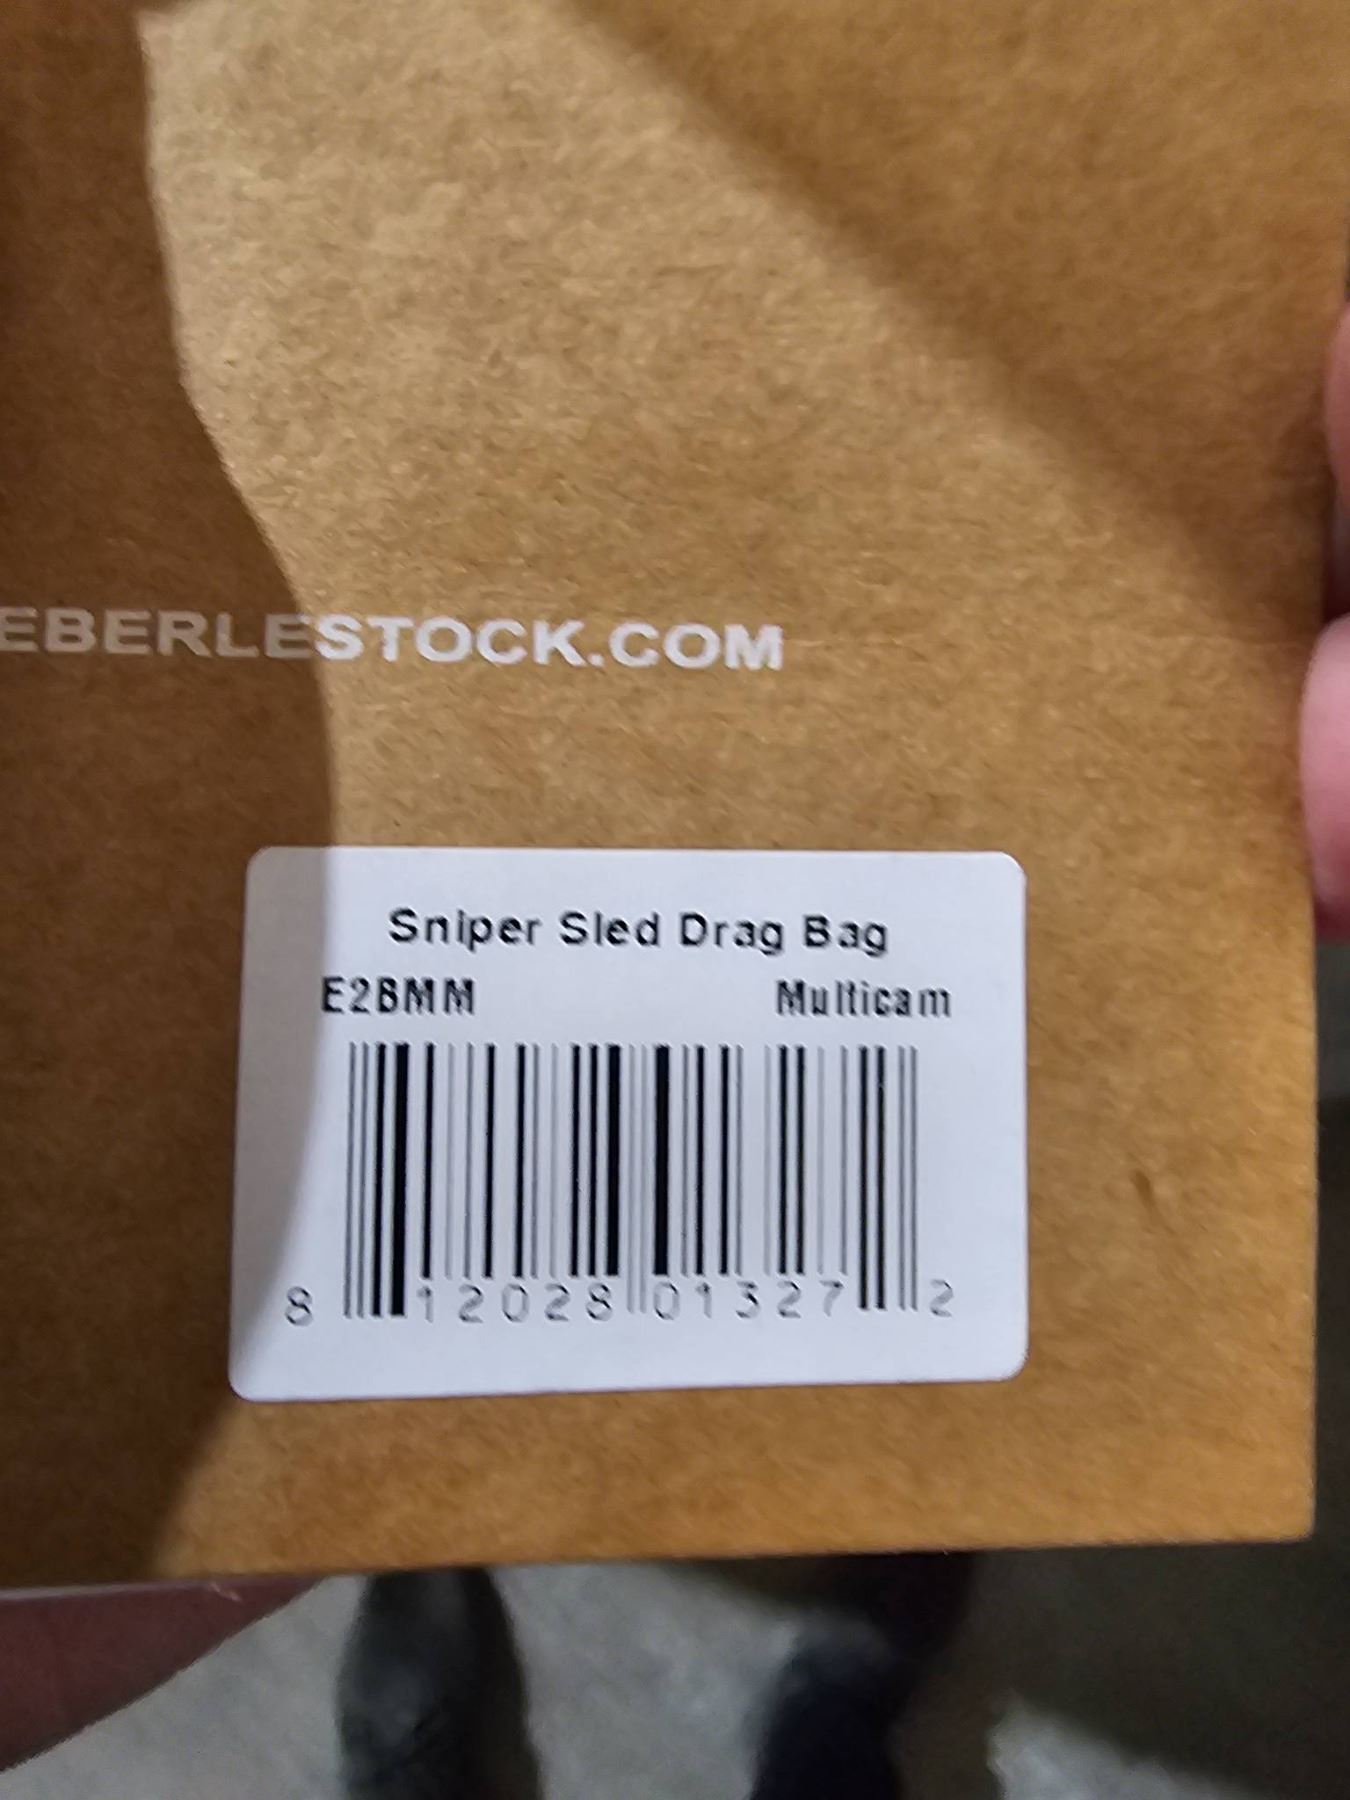 EBERLESTOCK.COM
Sniper Sled Drag Bag
E2BMM Multicam
8 12028 01327 2